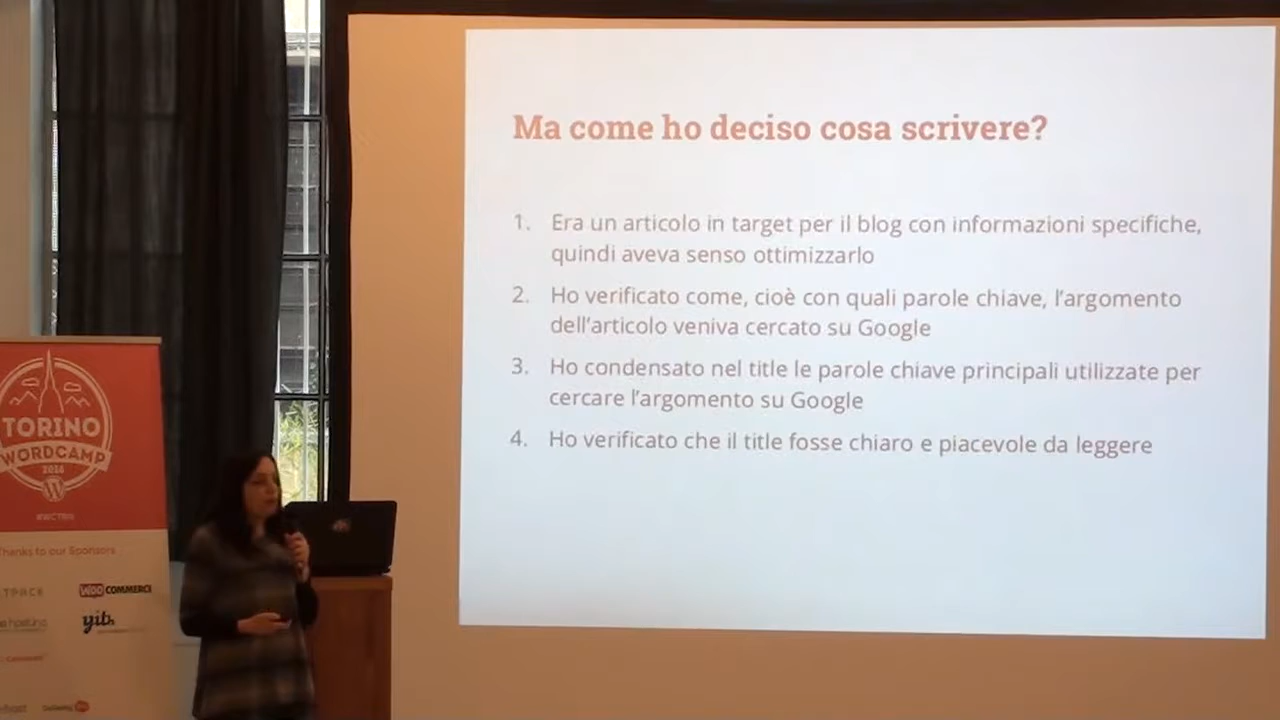 Ma come ho deciso cosa scrivere?
1. Era un articolo in target per il blog con informazioni specifiche,
quindi aveva senso ottimizzarlo
2. Ho verificato come, cioè con quali parole chiave, l'argomento
dell'articolo veniva cercato su Google
3. Ho condensato nel title le parole chiave principali utilizzate per
cercare l'argomento su Google
4. Ho verificato che il title fosse chiaro e piacevole da leggere
TORINO
WORDCAMP
2016
Thanks to our Sponsors
WOO COMMERCE
yith